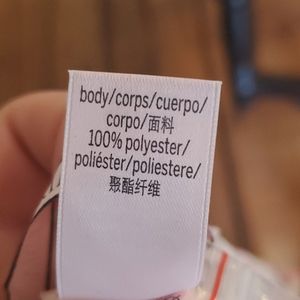 body/corps/cuerpo/
corpo/面料
100% polyester/
poliéster/poliestere/
聚酯纤维